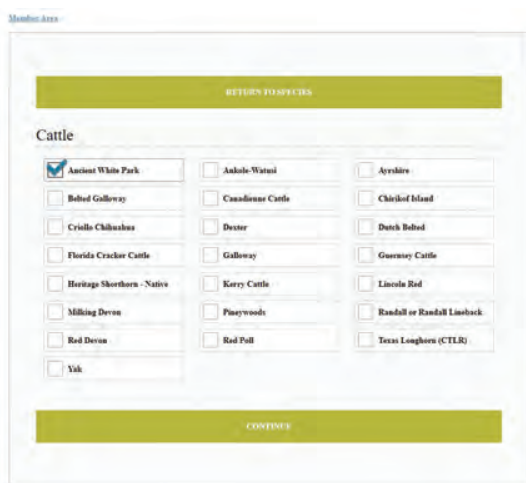 Member Area
RETURN TO SPECIES
Cattle
Ancient White Park Ankole-Watusi Ayrshire
Belted Galloway Canadienne Cattle Chirikof Island
Criollo Chihuahua Dexter Dutch Belted
Florida Cracker Cattle Galloway Guernsey Cattle
Heritage Shorthorn - Native Kerry Cattle Lincoln Red
Milking Devon Pineywoods Randall or Randall Lineback
Red Devon Red Poll Texas Longhorn (CTLR)
Yak
CONTINUE